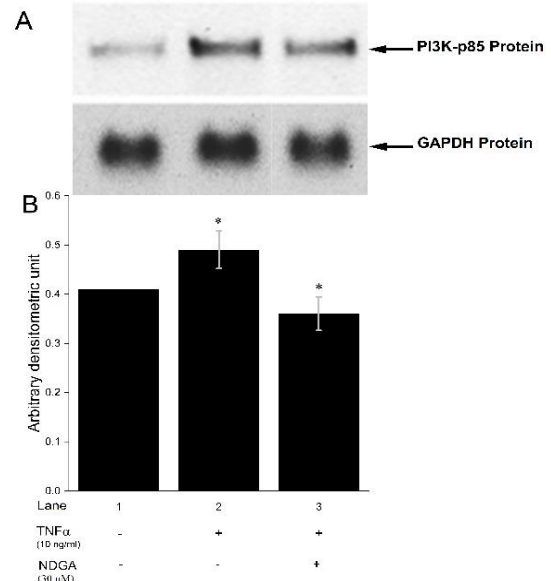 A
PI3K-p85 Protein
GAPDH Protein
B
0.6
0.5
0.4
0.3
0.2
0.1
0.0
Arbitrary densitometric unit
*
*
Lane 1 2 3
TNFα - + +
(10 ng/ml)
NDGA - - +
(30 µM)